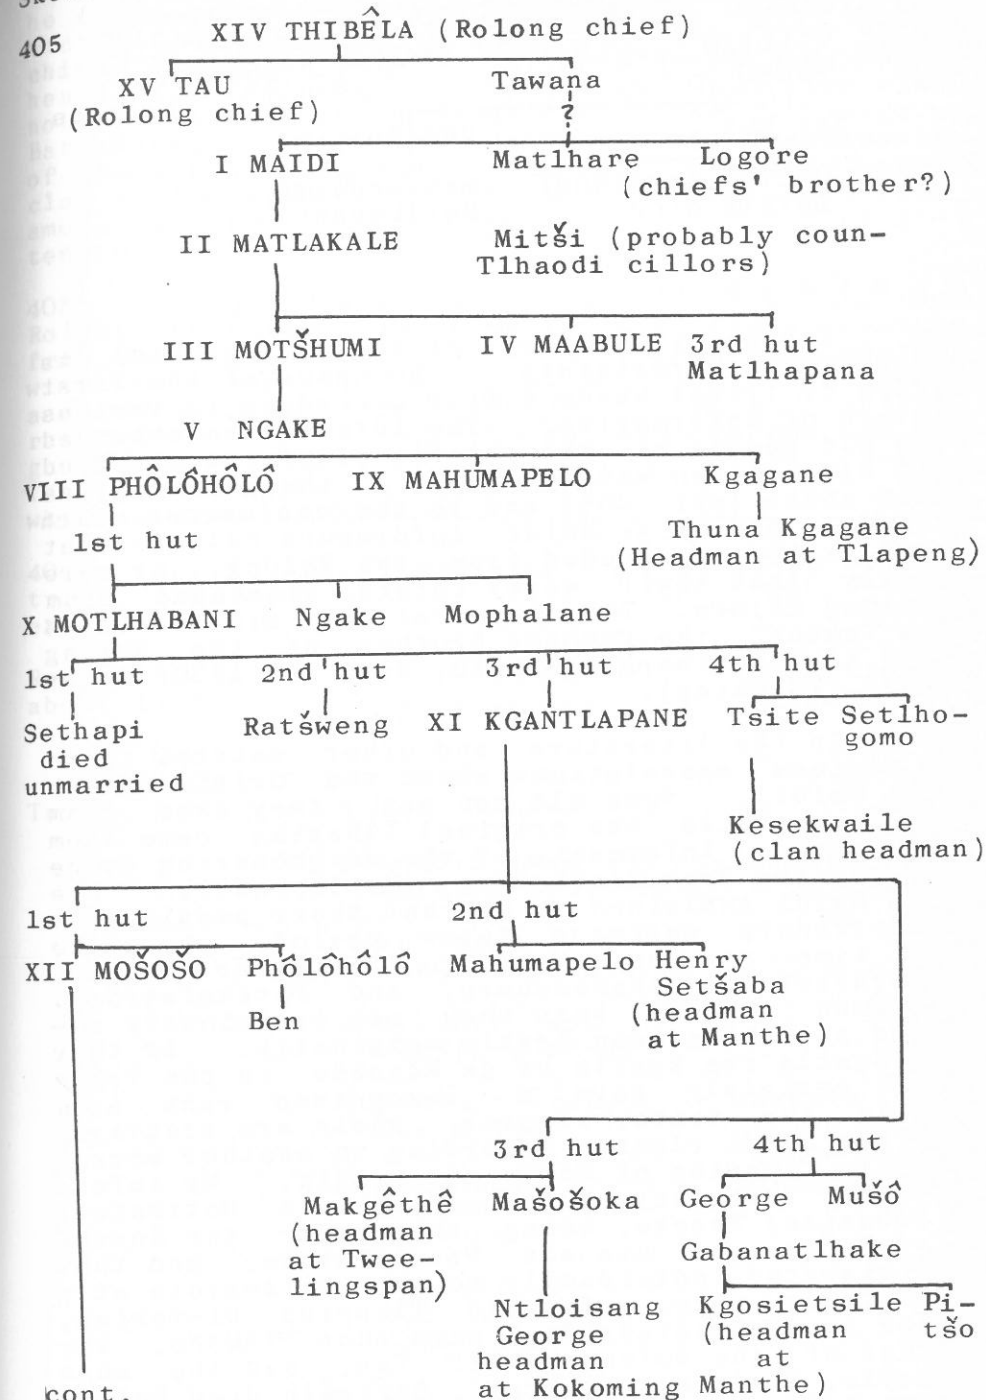 405
XIV THIBÊLA (Rolong chief)
XV TAU Tawana
(Rolong chief) ?
I MAIDI Matlhare Logore
(chiefs' brother?)
II MATLAKALE Mitši (probably coun-
Tlhaodi cillors)
III MOTŠHUMI IV MAABULE 3rd hut
Matlhapana
V NGAKE
VIII PHÔLÔHÔLÔ IX MAHUMAPELO Kgagane
1st hut Thuna Kgagane
(Headman at Tlapeng)
X MOTLHABANI Ngake Mophalane
1st hut 2nd hut 3rd hut 4th hut
Sethapi Ratšweng XI KGANTLAPANE Tsite Setlho-
died gomo
unmarried
Kesekwaile
(clan headman)
1st hut 2nd hut
XII MOŠOŠO Phôlôhôlô Mahumapelo Henry
Ben Setšaba
(headman
at Manthe)
3rd hut 4th hut
Makgêthê Mašošoka George Mušô
(headman
at Twee- Gabanatlhake
lingspan)
Ntloisang Kgosietsile Pi-
George (headman tšo
headman at
at Kokoming Manthe)
cont.